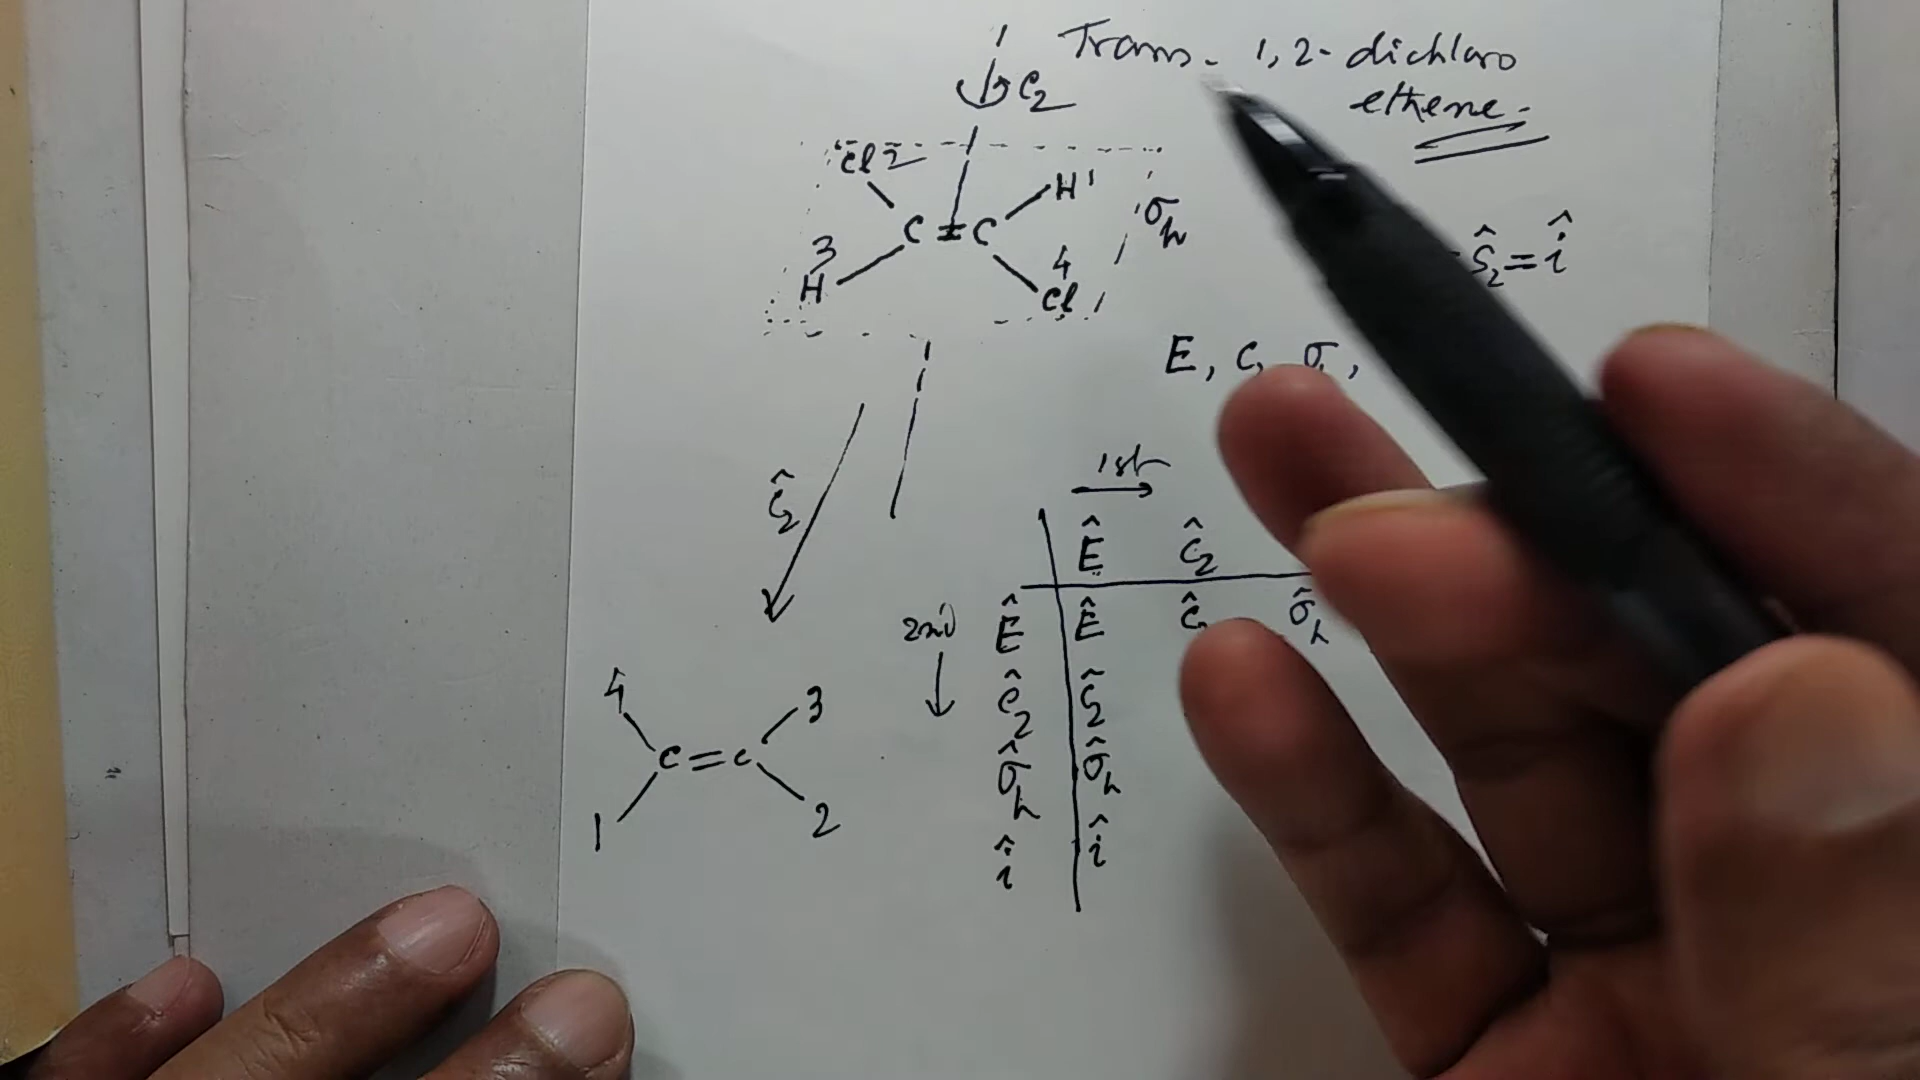 Trans- 1,2-dichloro
ethene-
C₂
Cl 2
H 1
C = C
σh
3
H
4
Cl
Ŝ₂ = î
E, C, σ,
1st
Ĉ₂
Ê Ĉ₂
2nd Ê Ê Ĉ σ̂h
Ĉ₂ Ĉ₂
σ̂h σ̂h
î î
4 3
C = C
1 2